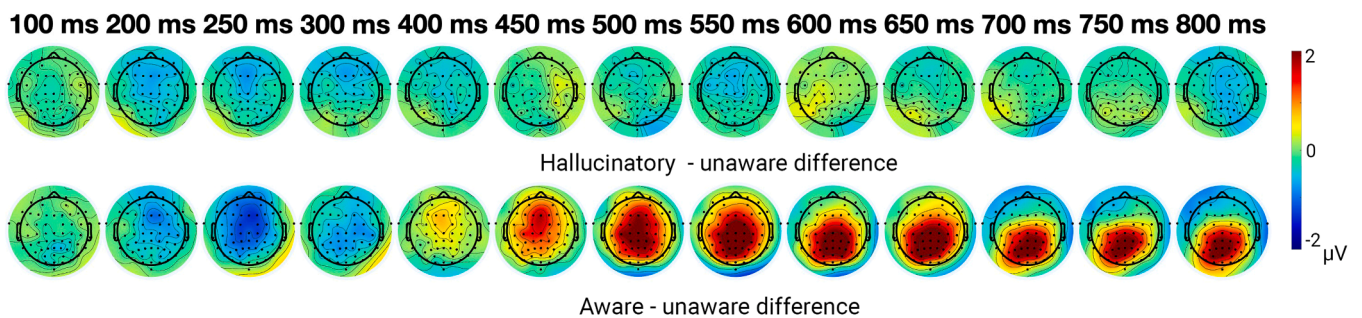 100 ms 200 ms 250 ms 300 ms 400 ms 450 ms 500 ms 550 ms 600 ms 650 ms 700 ms 750 ms 800 ms
2
0
-2
μV
Hallucinatory - unaware difference
Aware - unaware difference